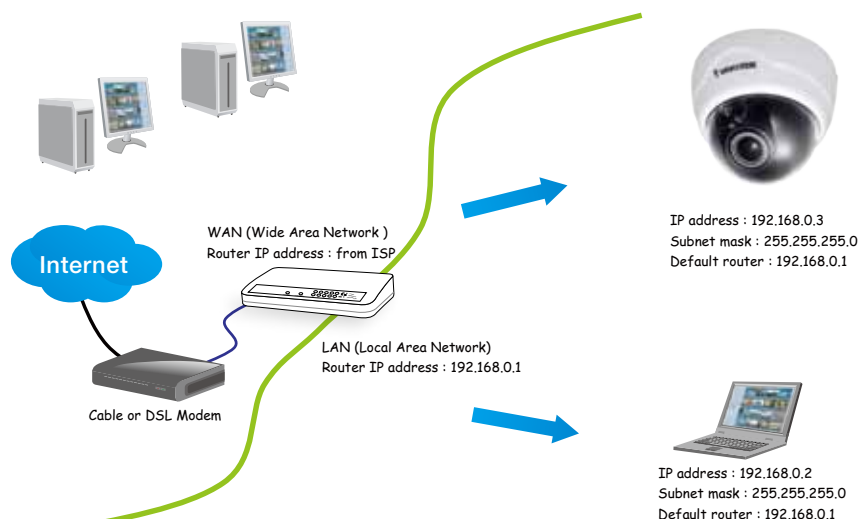 WAN (Wide Area Network )
Router IP address : from ISP
Internet
LAN (Local Area Network)
Router IP address : 192.168.0.1
Cable or DSL Modem
IP address : 192.168.0.3
Subnet mask : 255.255.255.0
Default router : 192.168.0.1
IP address : 192.168.0.2
Subnet mask : 255.255.255.0
Default router : 192.168.0.1